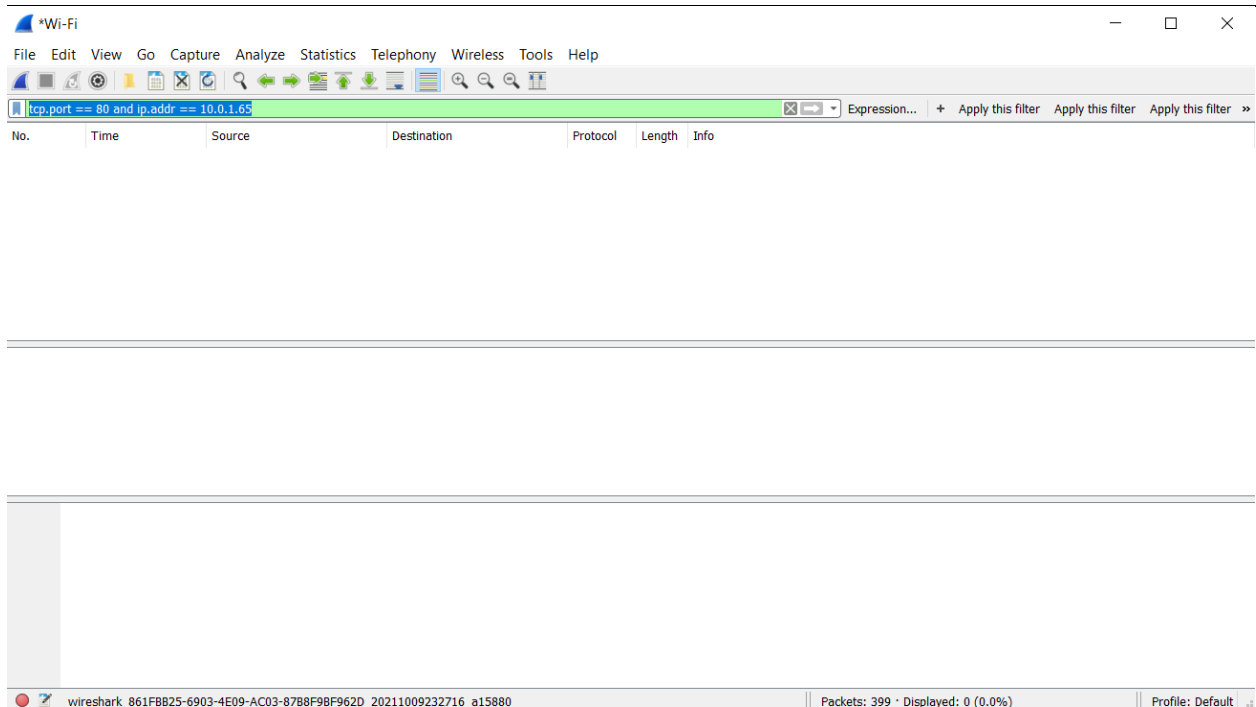 *Wi-Fi
File Edit View Go Capture Analyze Statistics Telephony Wireless Tools Help
tcp.port == 80 and ip.addr == 10.0.1.65 Expression... + Apply this filter Apply this filter Apply this filter »
No. Time Source Destination Protocol Length Info
wireshark_861FBB25-6903-4E09-AC03-87B8F9BF962D_20211009232716_a15880 Packets: 399 · Displayed: 0 (0.0%) Profile: Default